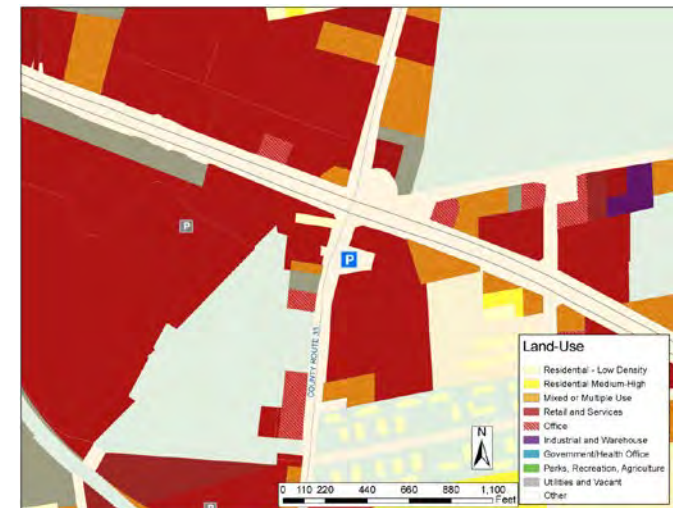 P
P
COUNTY ROUTE 31
P
Land-Use
Residential - Low Density
Residential Medium-High
Mixed or Multiple Use
Retail and Services
Office
Industrial and Warehouse
Government/Health Office
Parks, Recreation, Agriculture
Utilities and Vacant
Other
N
0 110 220 440 660 880 1,100
Feet